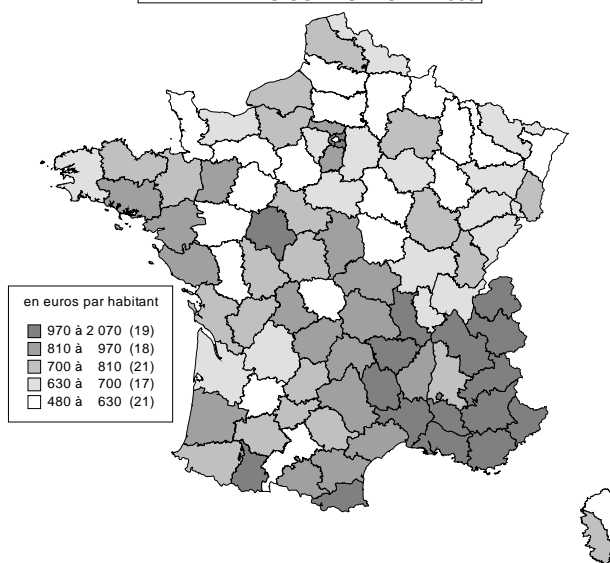 en euros par habitant
970 à 2 070 (19)
810 à 970 (18)
700 à 810 (21)
630 à 700 (17)
480 à 630 (21)